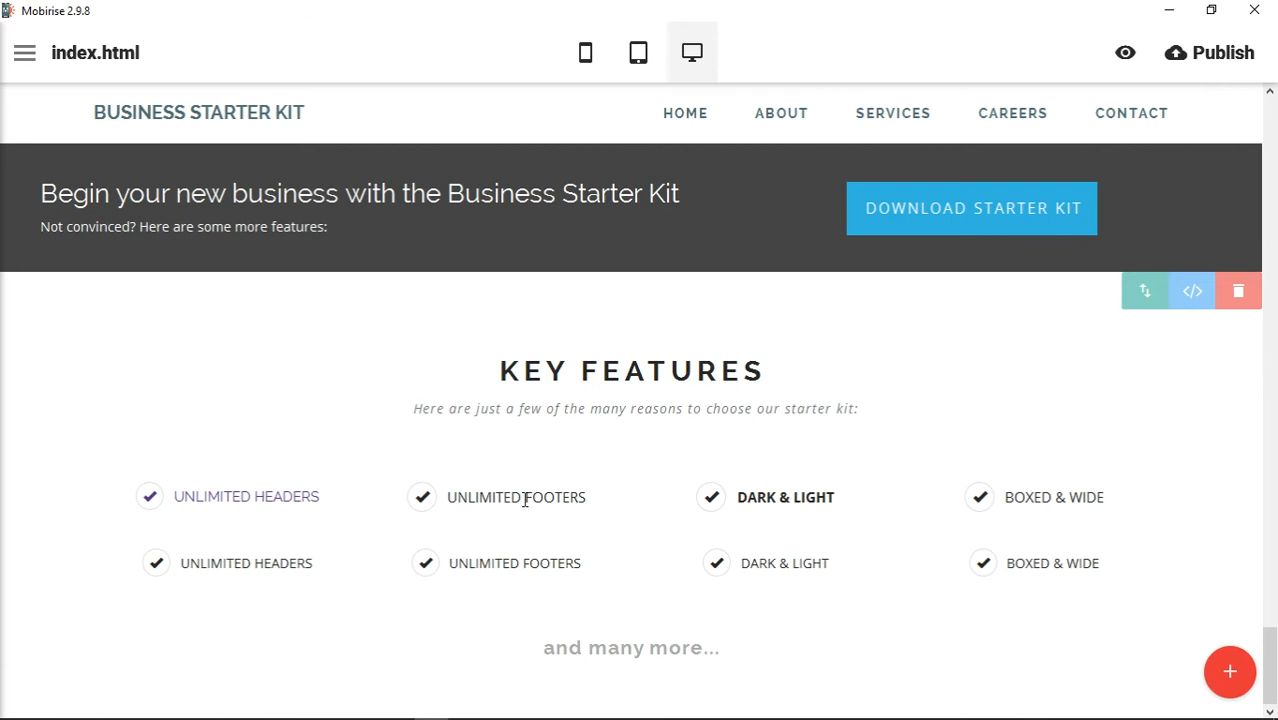 Mobirise 2.9.8
index.html
Publish
BUSINESS STARTER KIT
HOME ABOUT SERVICES CAREERS CONTACT
Begin your new business with the Business Starter Kit
Not convinced? Here are some more features:
DOWNLOAD STARTER KIT
</>
KEY FEATURES
Here are just a few of the many reasons to choose our starter kit:
UNLIMITED HEADERS UNLIMITED FOOTERS DARK & LIGHT BOXED & WIDE
UNLIMITED HEADERS UNLIMITED FOOTERS DARK & LIGHT BOXED & WIDE
and many more...